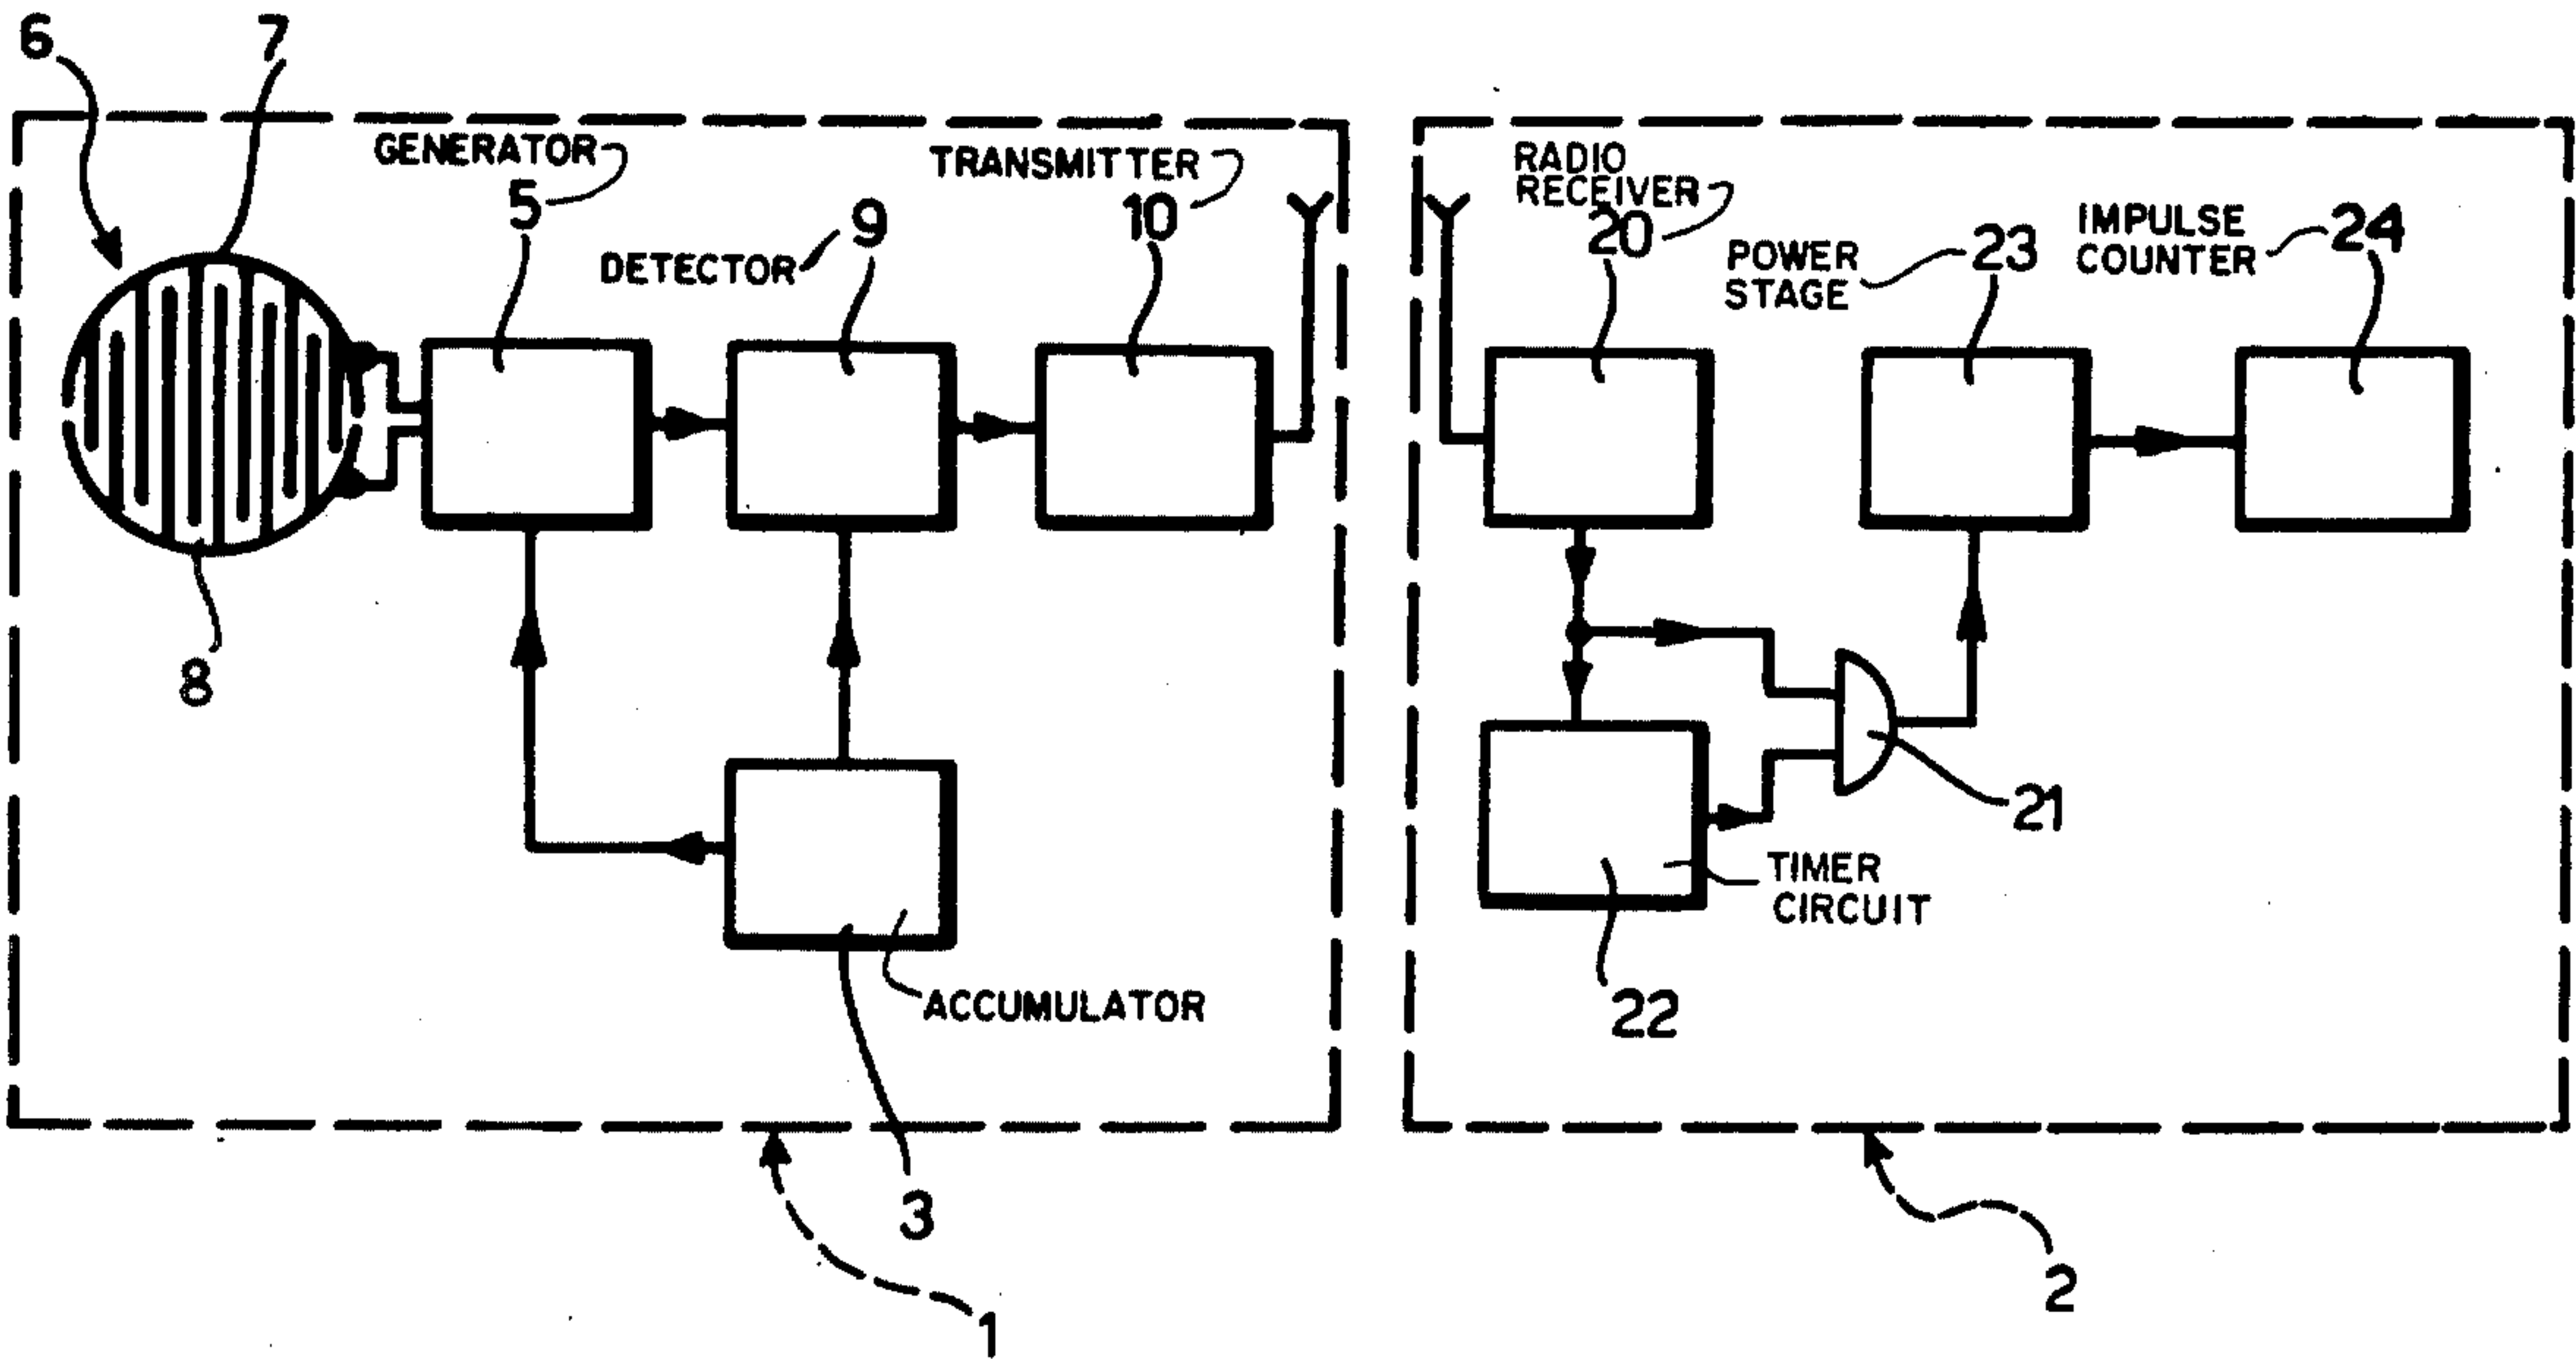 6
7
GENERATOR
5
DETECTOR
9
TRANSMITTER
10
8
ACCUMULATOR
3
1
RADIO
RECEIVER
20
POWER
STAGE
23
IMPULSE
COUNTER
24
21
TIMER
CIRCUIT
22
2